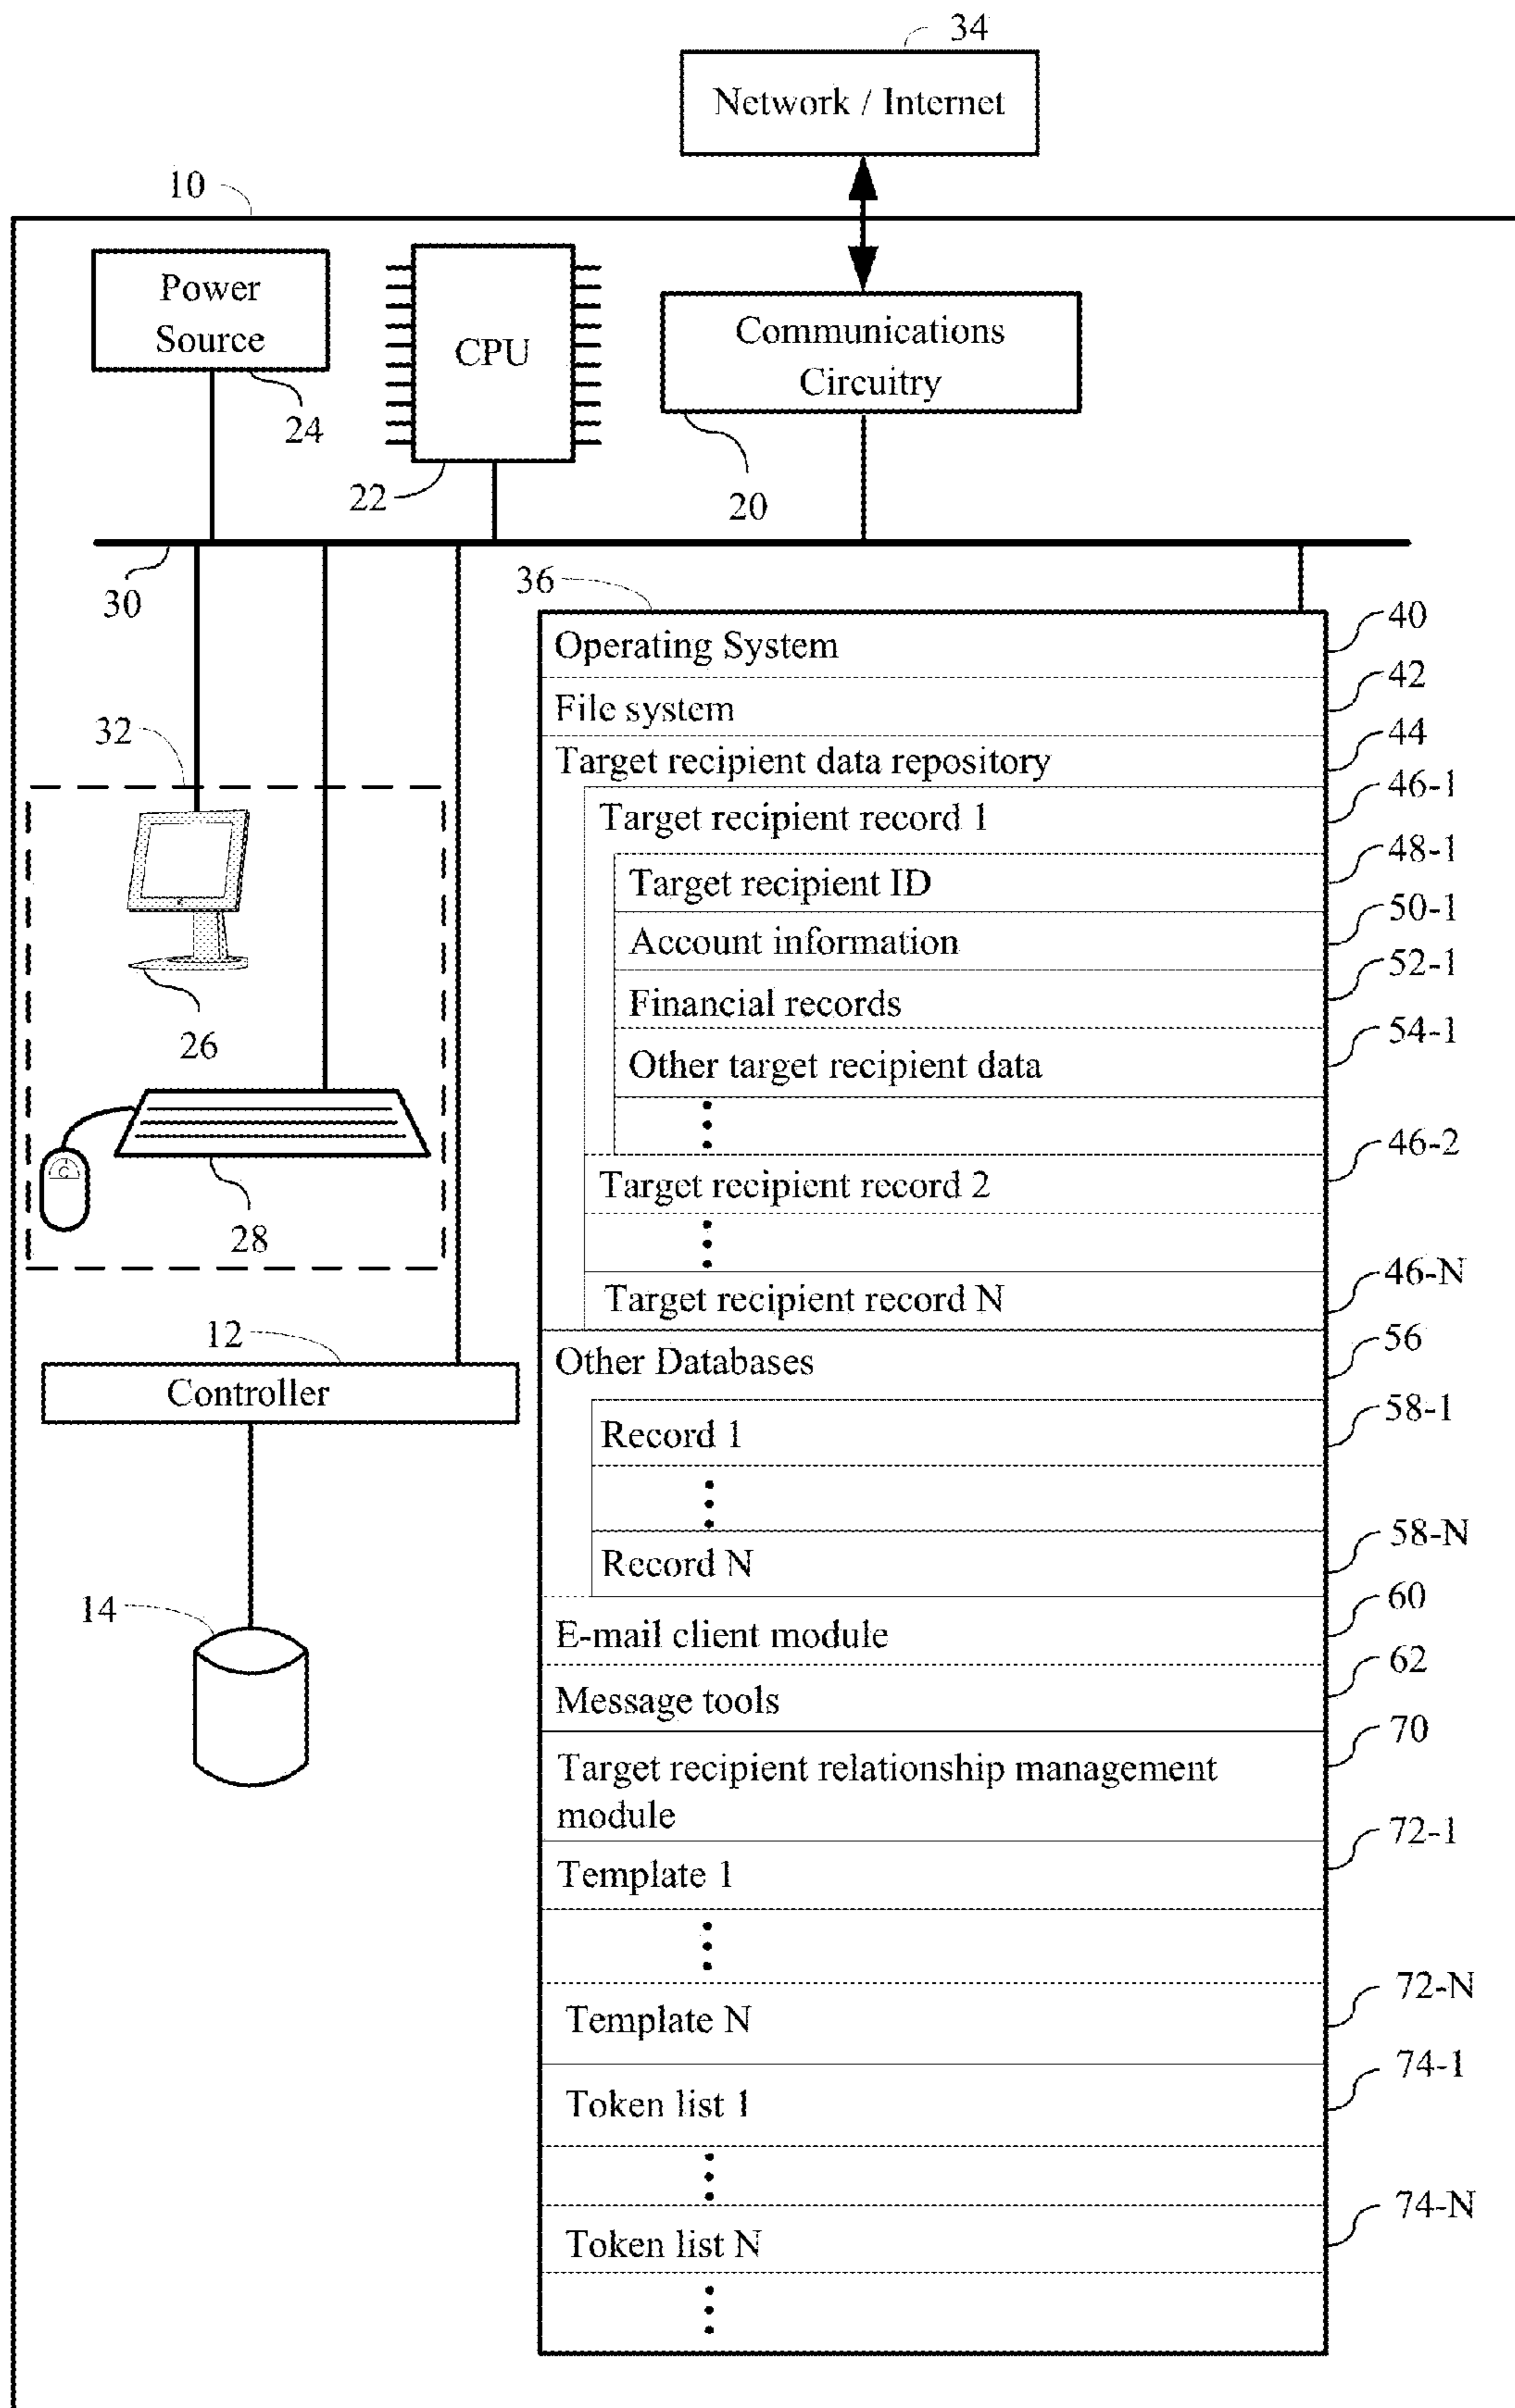 34
Network / Internet
10
Power
Source
24
CPU
22
Communications
Circuitry
20
30
36
Operating System
40
File system
42
Target recipient data repository
44
Target recipient record 1
46-1
Target recipient ID
48-1
Account information
50-1
Financial records
52-1
Other target recipient data
54-1
Target recipient record 2
46-2
Target recipient record N
46-N
32
26
28
12
Controller
14
Other Databases
56
Record 1
58-1
Record N
58-N
E-mail client module
60
Message tools
62
Target recipient relationship management
module
70
Template 1
72-1
Template N
72-N
Token list 1
74-1
Token list N
74-N